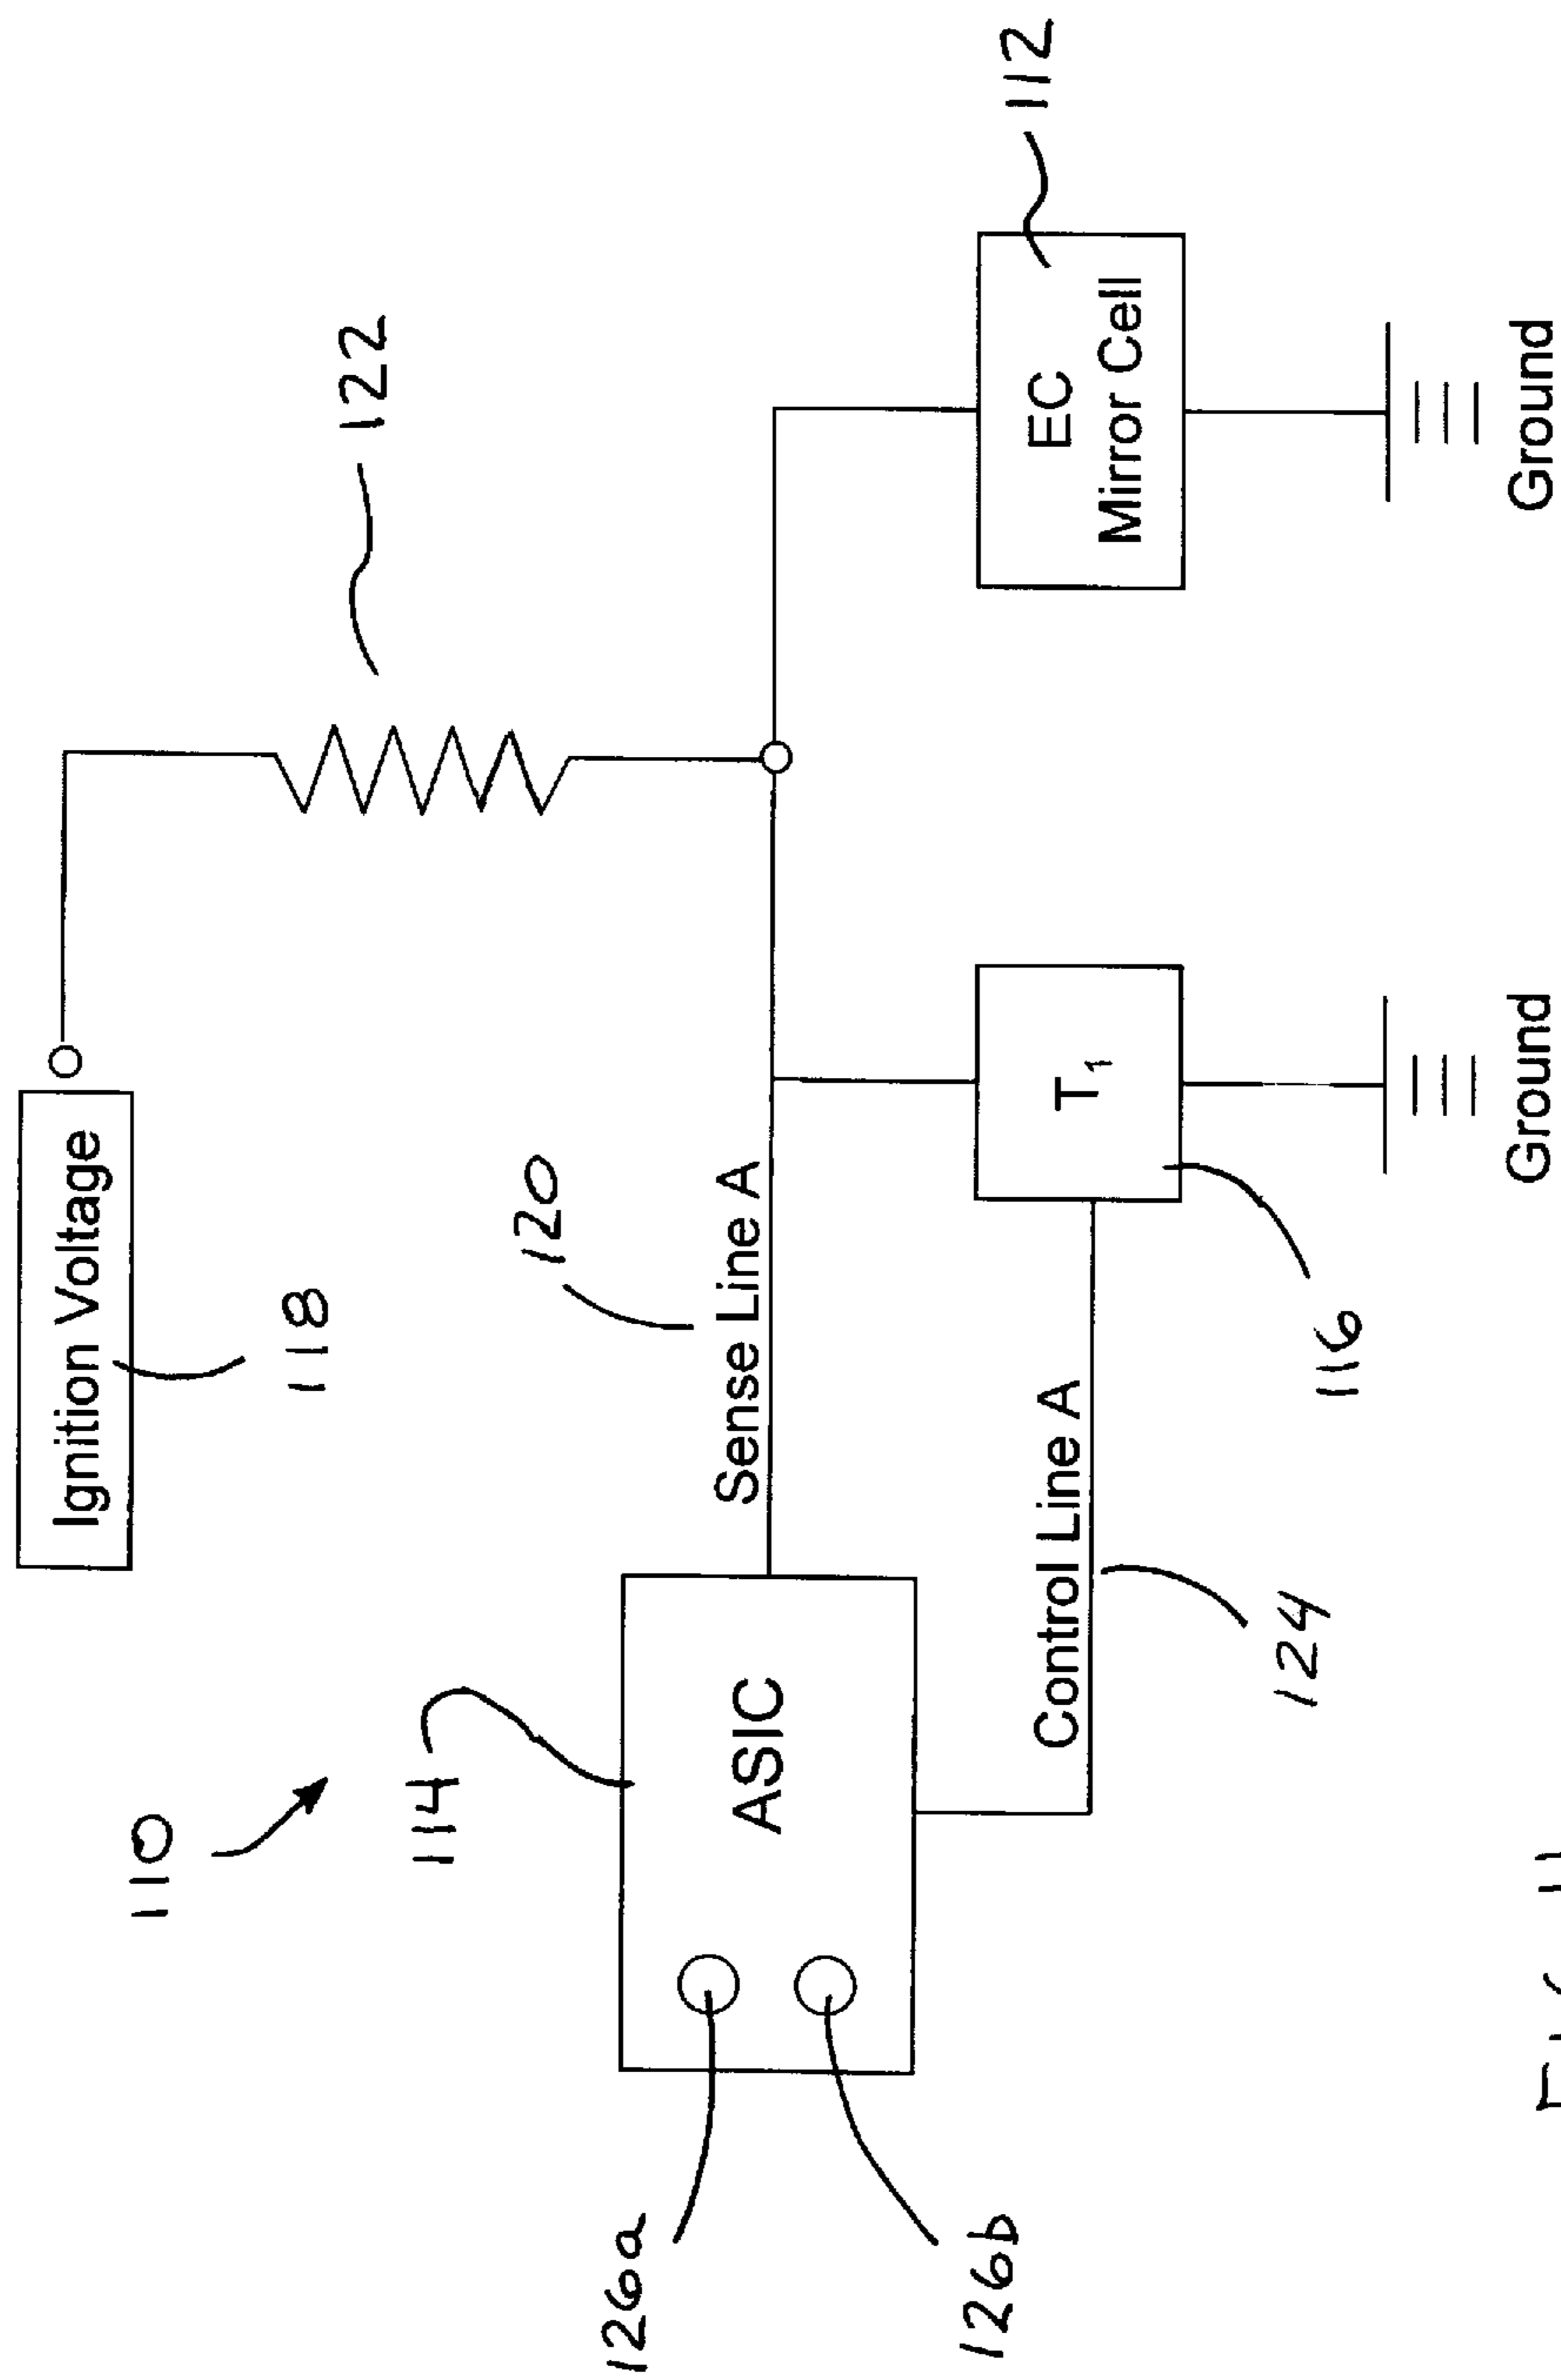 110
Ignition Voltage
118
122
114
120
Sense Line A
ASIC
126a
126b
Control Line A
124
T1
116
EC
Mirror Cell
112
Ground
Ground